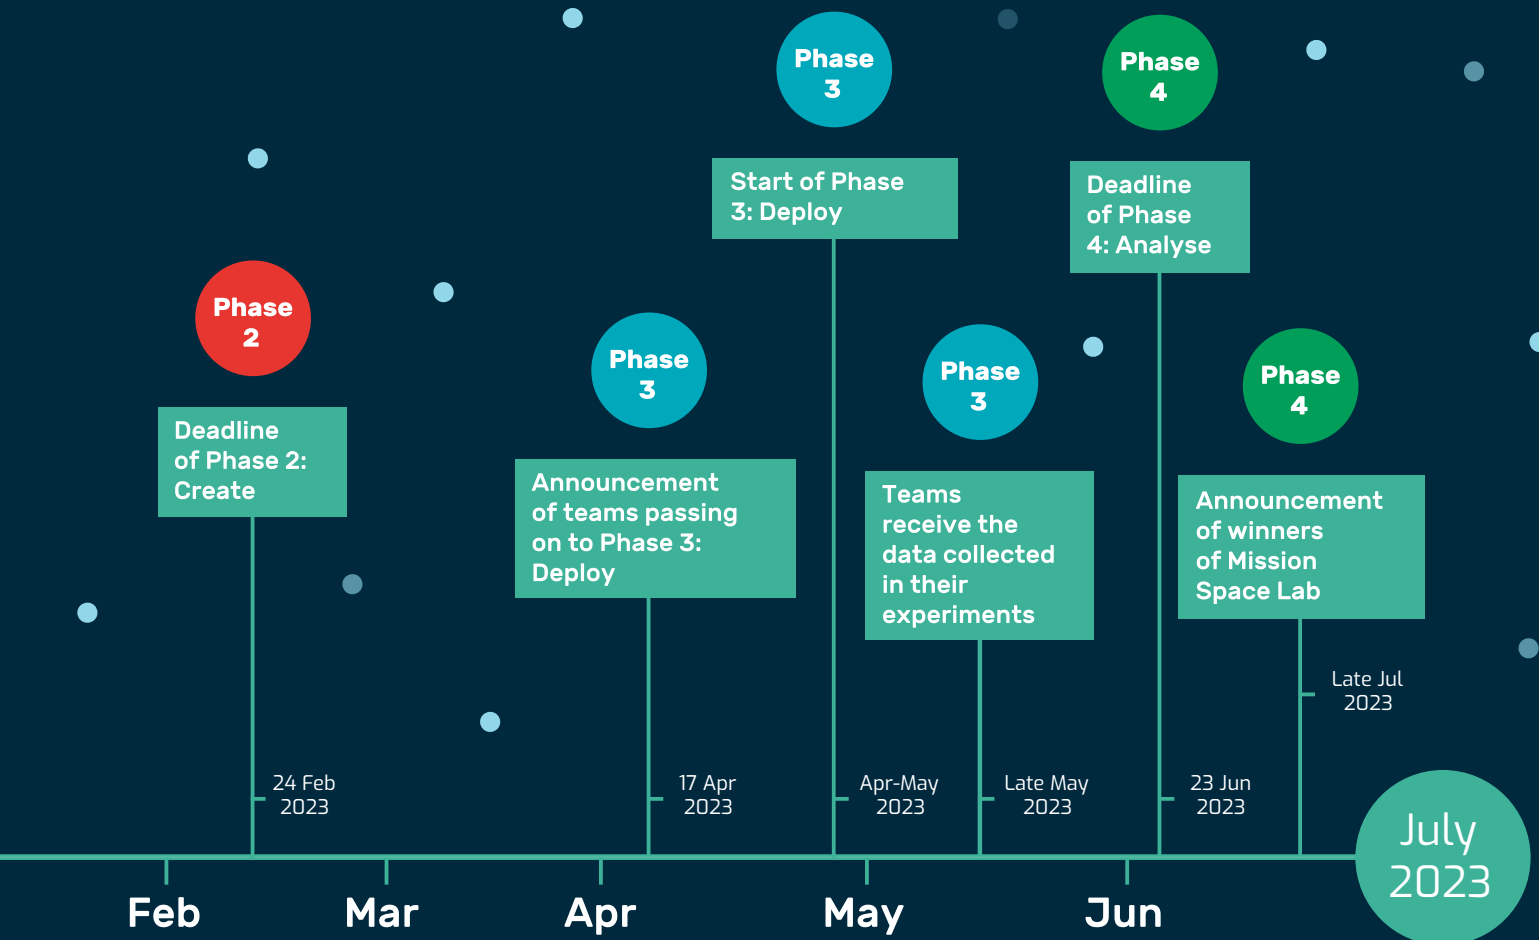 Phase
2
Deadline
of Phase 2:
Create
24 Feb
2023
Phase
3
Announcement
of teams passing
on to Phase 3:
Deploy
17 Apr
2023
Phase
3
Start of Phase
3: Deploy
Apr-May
2023
Phase
3
Teams
receive the
data collected
in their
experiments
Late May
2023
Phase
4
Deadline
of Phase
4: Analyse
23 Jun
2023
Phase
4
Announcement
of winners
of Mission
Space Lab
Late Jul
2023
Feb
Mar
Apr
May
Jun
July
2023